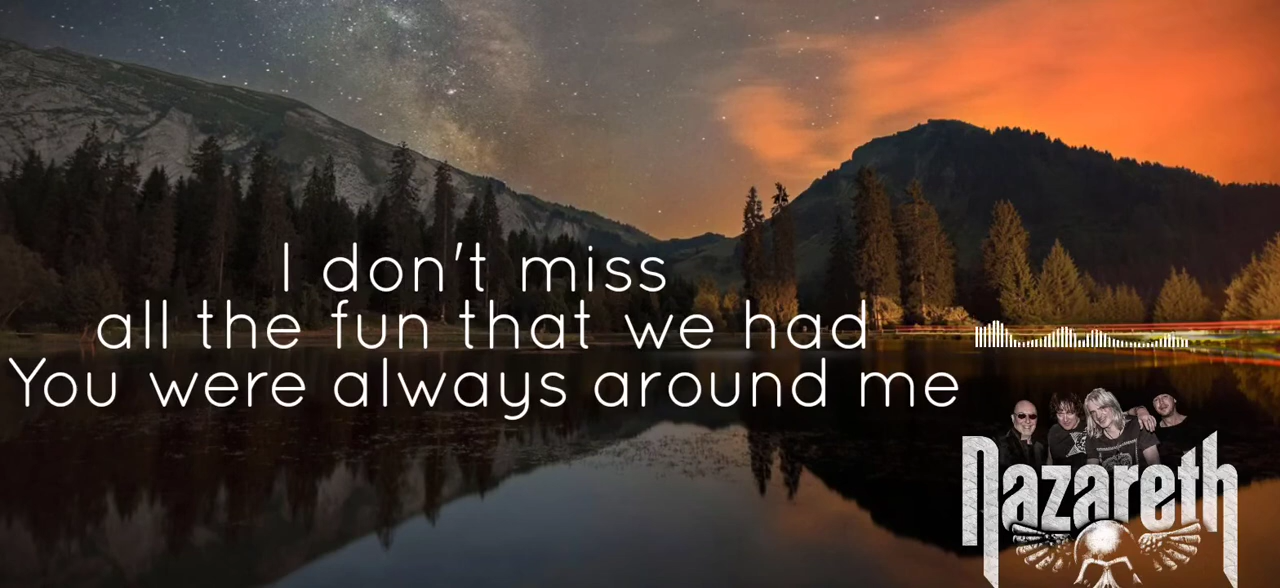 I don't miss
all the fun that we had
You were always around me
Nazareth